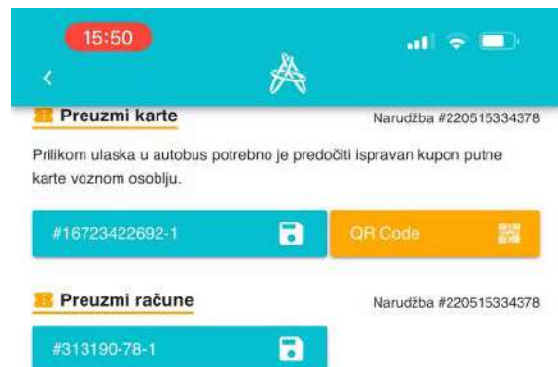 15:50
Preuzmi karte
Narudžba #220515334378
Prilikom ulaska u autobus potrebno je predočiti ispravan kupon putne
karte voznom osoblju.
#16723422692-1
QR Code
Preuzmi račune
Narudžba #220515334378
#313190-78-1